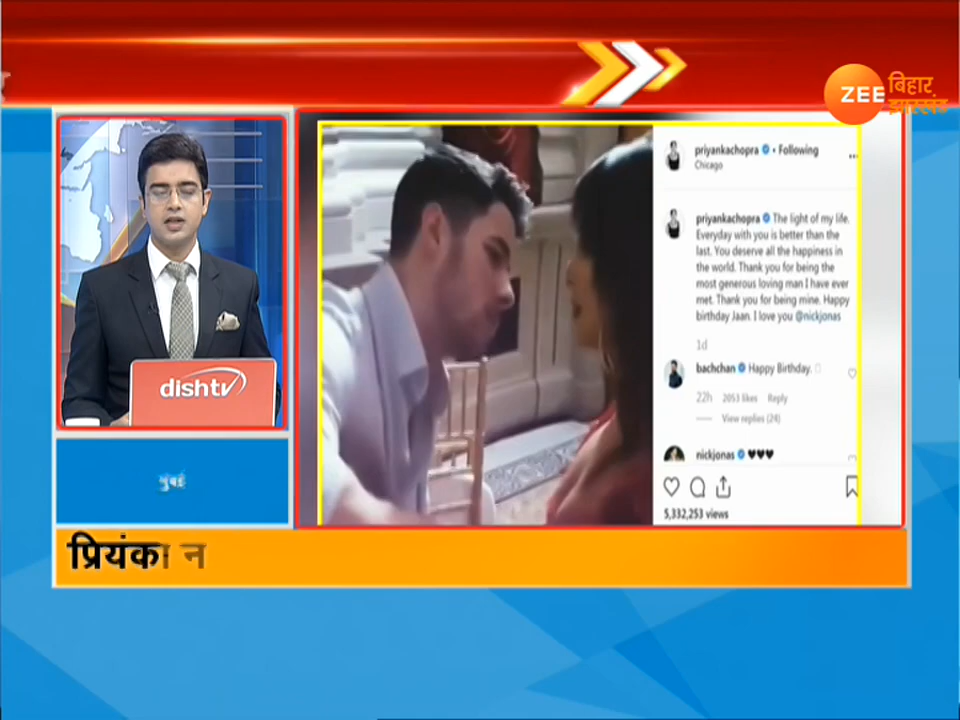 ZEE
बिहार
झारखंड
priyankachopra • Following
Chicago
priyankachopra The light of my life.
Everyday with you is better than the
last. You deserve all the happiness in
the world. Thank you for being the
most generous loving man I have ever
met. Thank you for being mine. Happy
birthday Jaan. I love you @nickjonas
1d
bachchan Happy Birthday.
22h 2053 likes Reply
View replies (24)
nickjonas ♥♥♥
5,332,253 views
dishtv
मुंबई
प्रियंका न